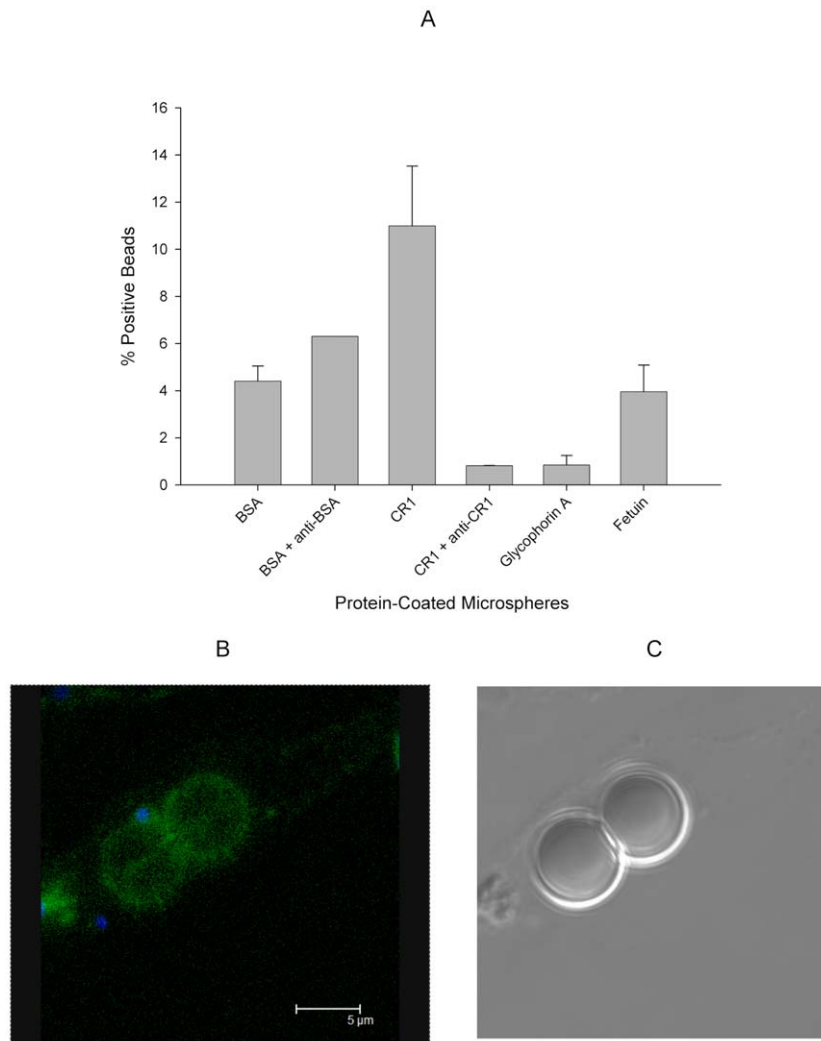 A
16
14
12
10
8
6
4
2
0
% Positive Beads
BSA
BSA + anti-BSA
CR1
CR1 + anti-CR1
Glycophorin A
Fetuin
Protein-Coated Microspheres
B
C
5 µm